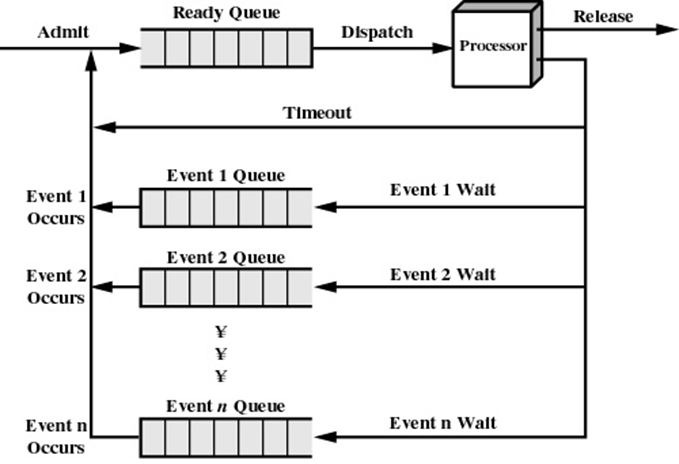 Ready Queue
Admit
Dispatch
Processor
Release
Timeout
Event 1 Queue
Event 1
Occurs
Event 1 Wait
Event 2 Queue
Event 2
Occurs
Event 2 Wait
¥
¥
¥
Event n Queue
Event n
Occurs
Event n Wait